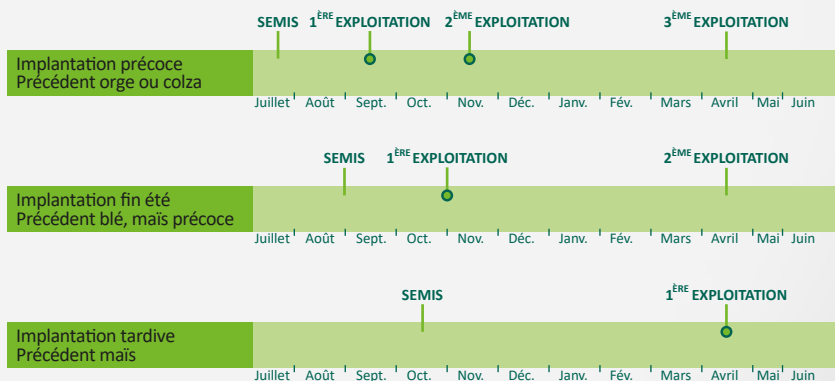 SEMIS 1ÈRE EXPLOITATION 2ÈME EXPLOITATION 3ÈME EXPLOITATION
Implantation précoce
Précédent orge ou colza
Juillet Août Sept. Oct. Nov. Déc. Janv. Fév. Mars Avril Mai Juin
SEMIS 1ÈRE EXPLOITATION 2ÈME EXPLOITATION
Implantation fin été
Précédent blé, maïs précoce
Juillet Août Sept. Oct. Nov. Déc. Janv. Fév. Mars Avril Mai Juin
SEMIS 1ÈRE EXPLOITATION
Implantation tardive
Précédent maïs
Juillet Août Sept. Oct. Nov. Déc. Janv. Fév. Mars Avril Mai Juin